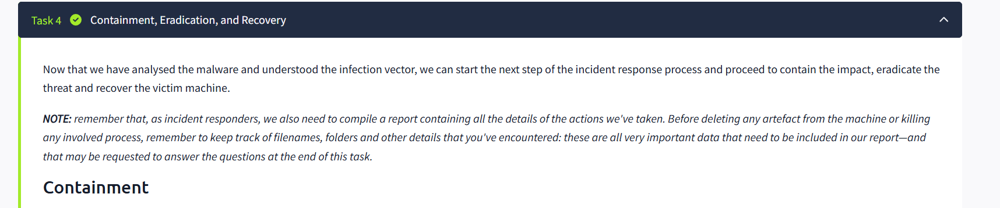 Task 4 Containment, Eradication, and Recovery
Now that we have analysed the malware and understood the infection vector, we can start the next step of the incident response process and proceed to contain the impact, eradicate the
threat and recover the victim machine.
NOTE: remember that, as incident responders, we also need to compile a report containing all the details of the actions we've taken. Before deleting any artefact from the machine or killing
any involved process, remember to keep track of filenames, folders and other details that you've encountered: these are all very important data that need to be included in our report—and
that may be requested to answer the questions at the end of this task.
Containment